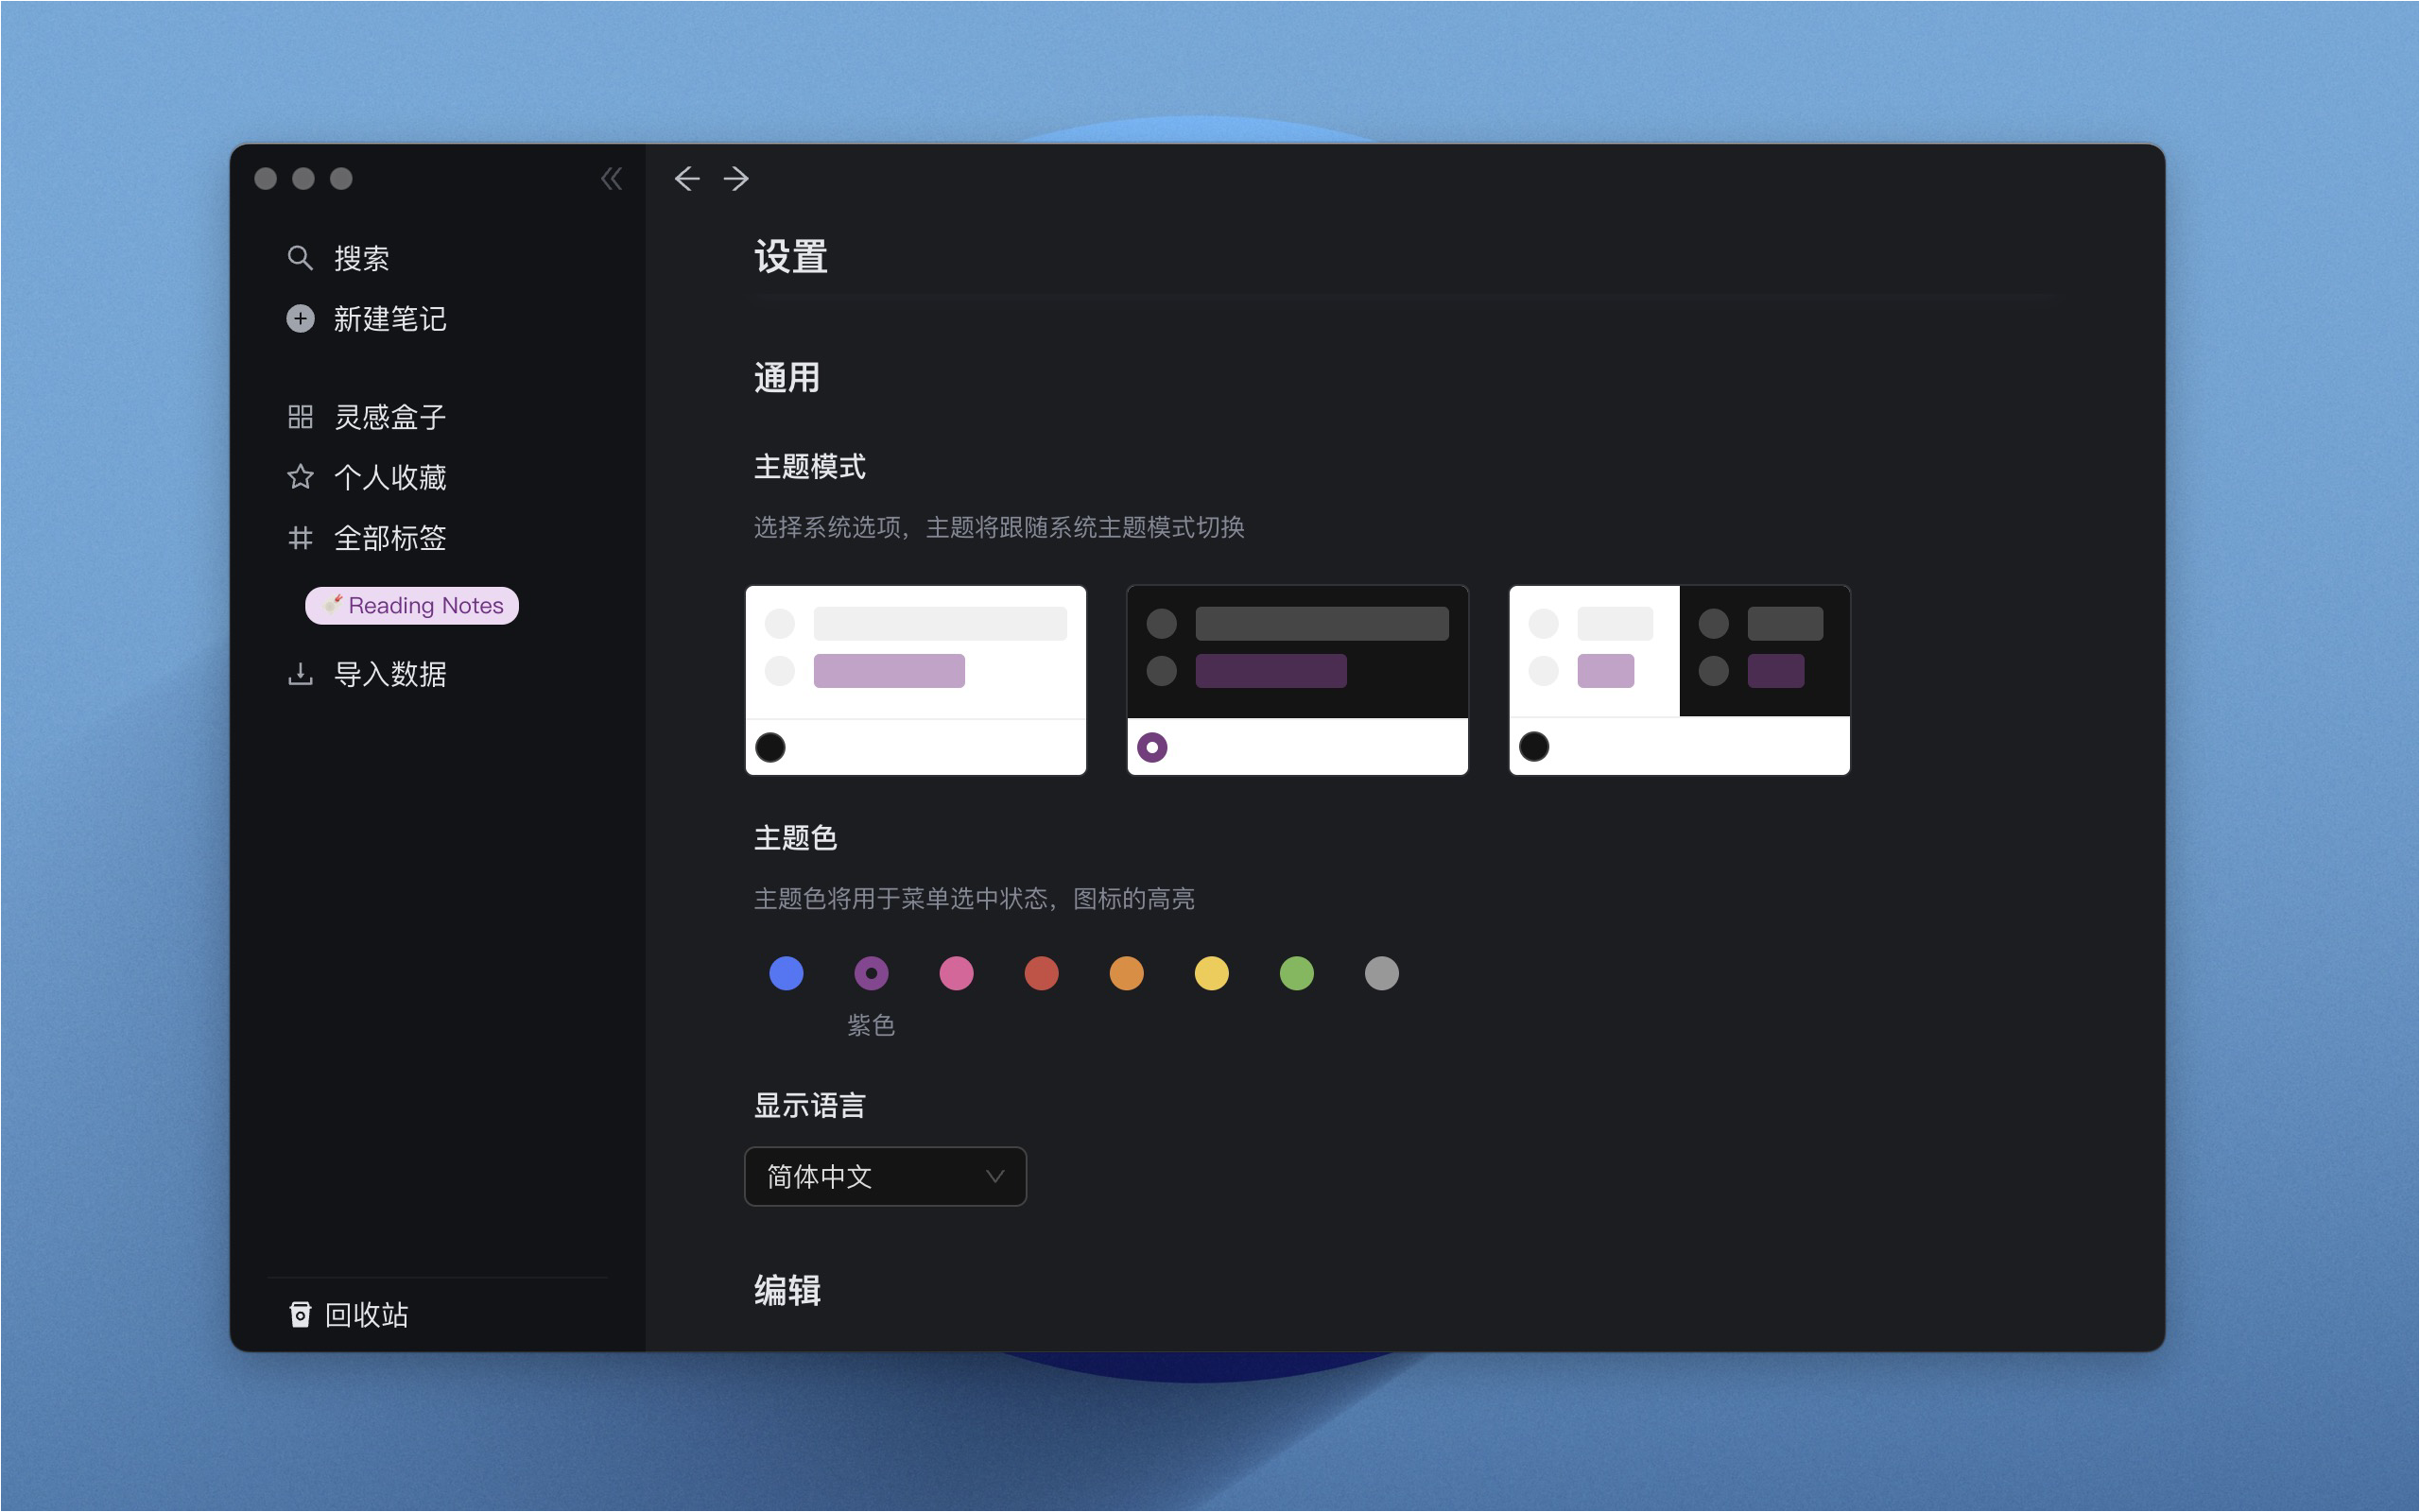 搜索
新建笔记
灵感盒子
个人收藏
全部标签
Reading Notes
导入数据
回收站
设置
通用
主题模式
选择系统选项，主题将跟随系统主题模式切换
主题色
主题色将用于菜单选中状态，图标的高亮
紫色
显示语言
简体中文
编辑